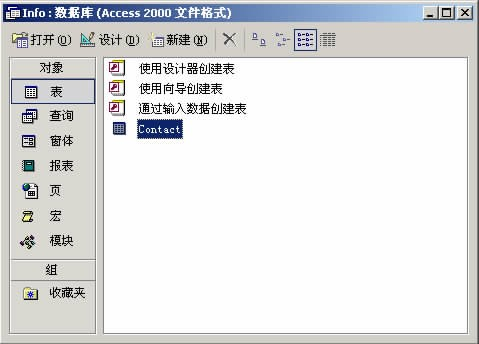 Info : 数据库 (Access 2000 文件格式)
打开(O) 设计(D) 新建(N)
对象
表
查询
窗体
报表
页
宏
模块
组
收藏夹
使用设计器创建表
使用向导创建表
通过输入数据创建表
Contact